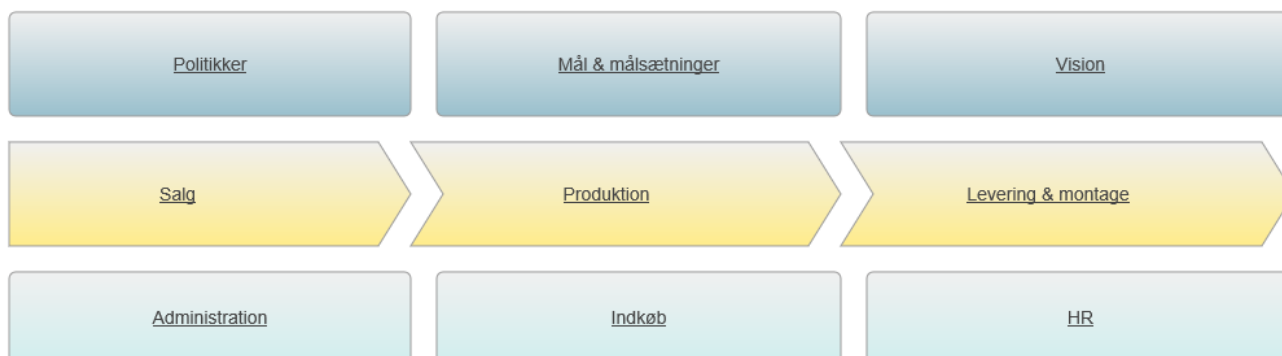 Politikker
Mål & målsætninger
Vision
Salg
Produktion
Levering & montage
Administration
Indkøb
HR